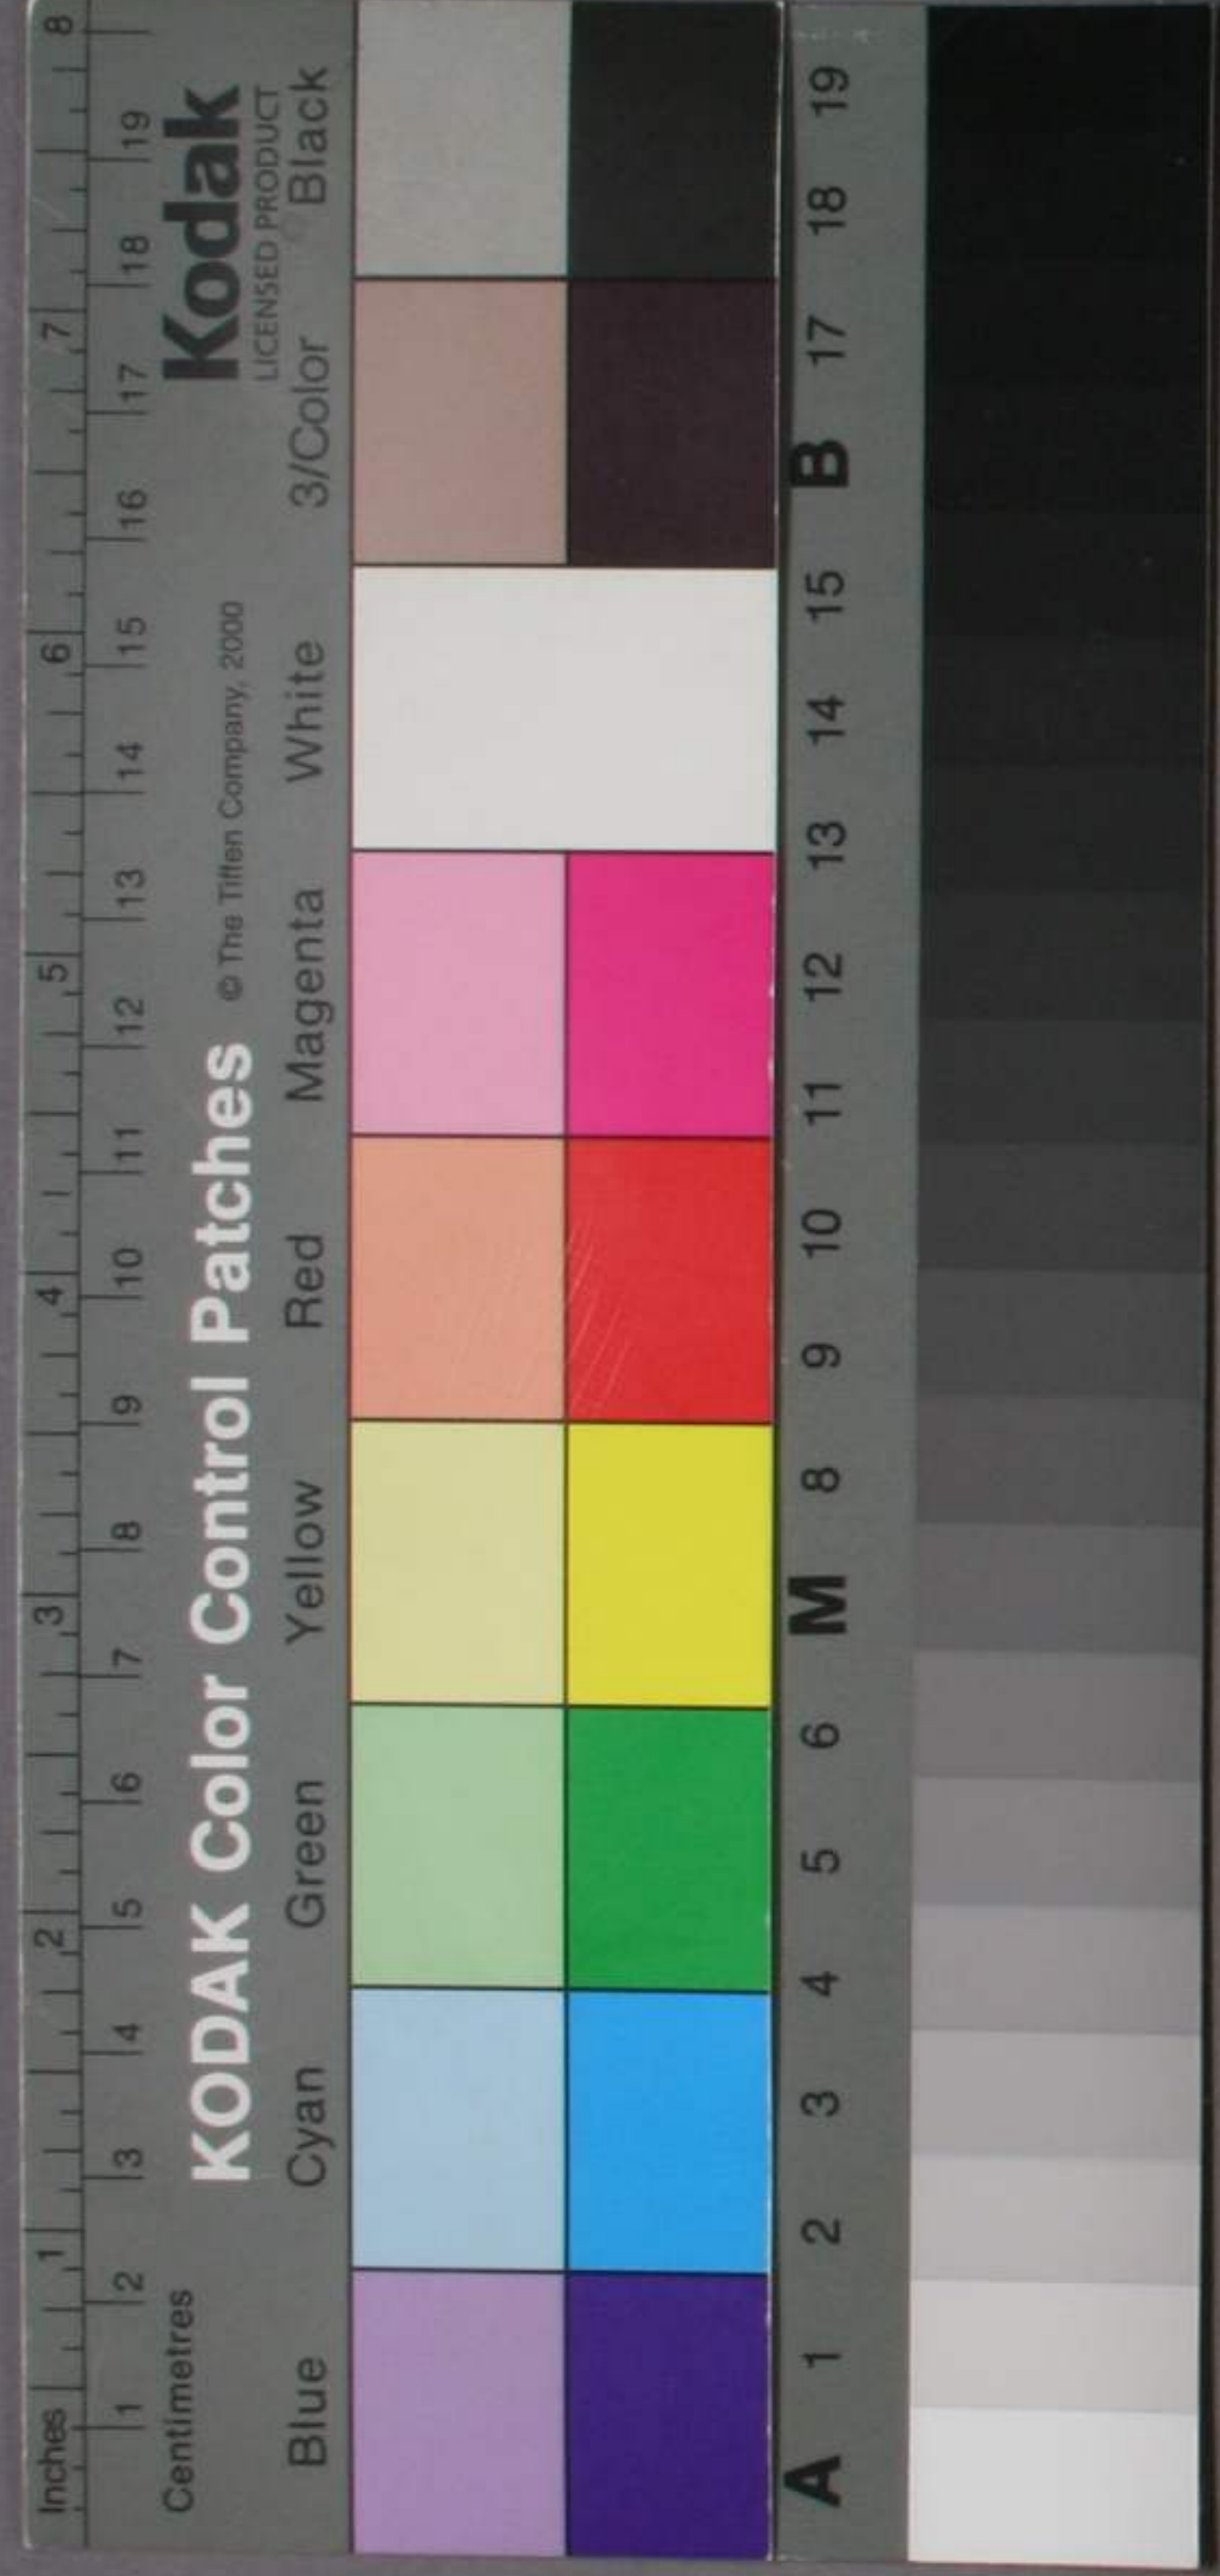 Inches 1 2 3 4 5 6 7 8
Centimetres 1 2 3 4 5 6 7 8 9 10 11 12 13 14 15 16 17 18 19
KODAK Color Control Patches © The Tiffen Company, 2000
Kodak
LICENSED PRODUCT
Blue Cyan Green Yellow Red Magenta White 3/Color Black
A 1 2 3 4 5 6 M 8 9 10 11 12 13 14 15 B 17 18 19